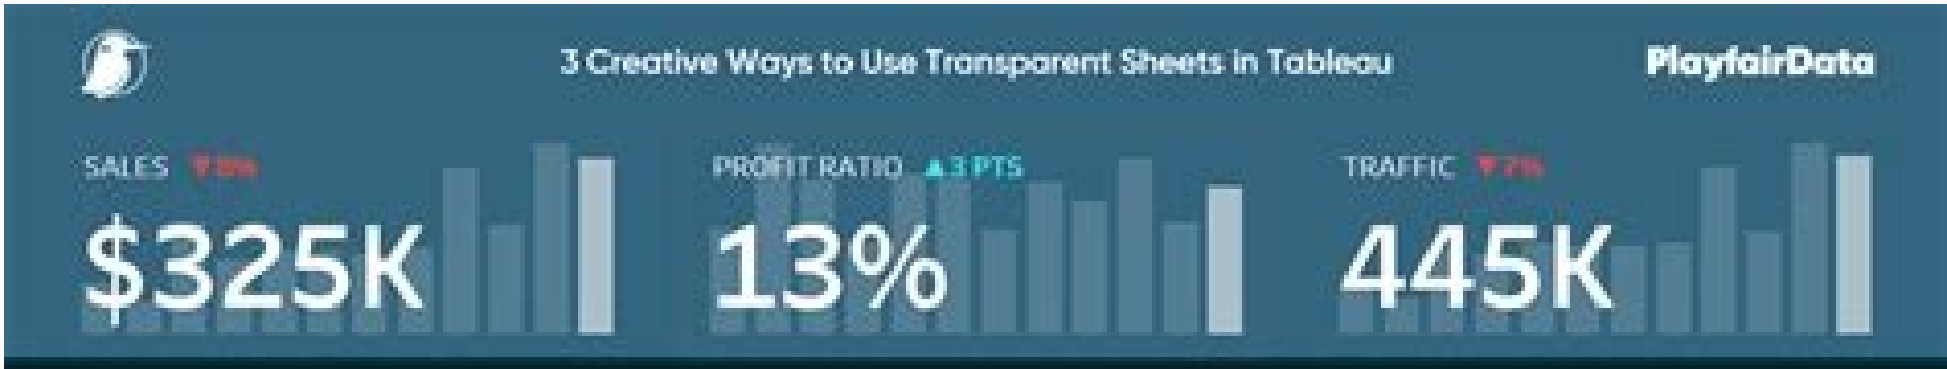 3 Creative Ways to Use Transparent Sheets in Tableau
PlayfairData
SALES
$325K
PROFIT RATIO ▲3 PTS
13%
TRAFFIC ▼7%
445K